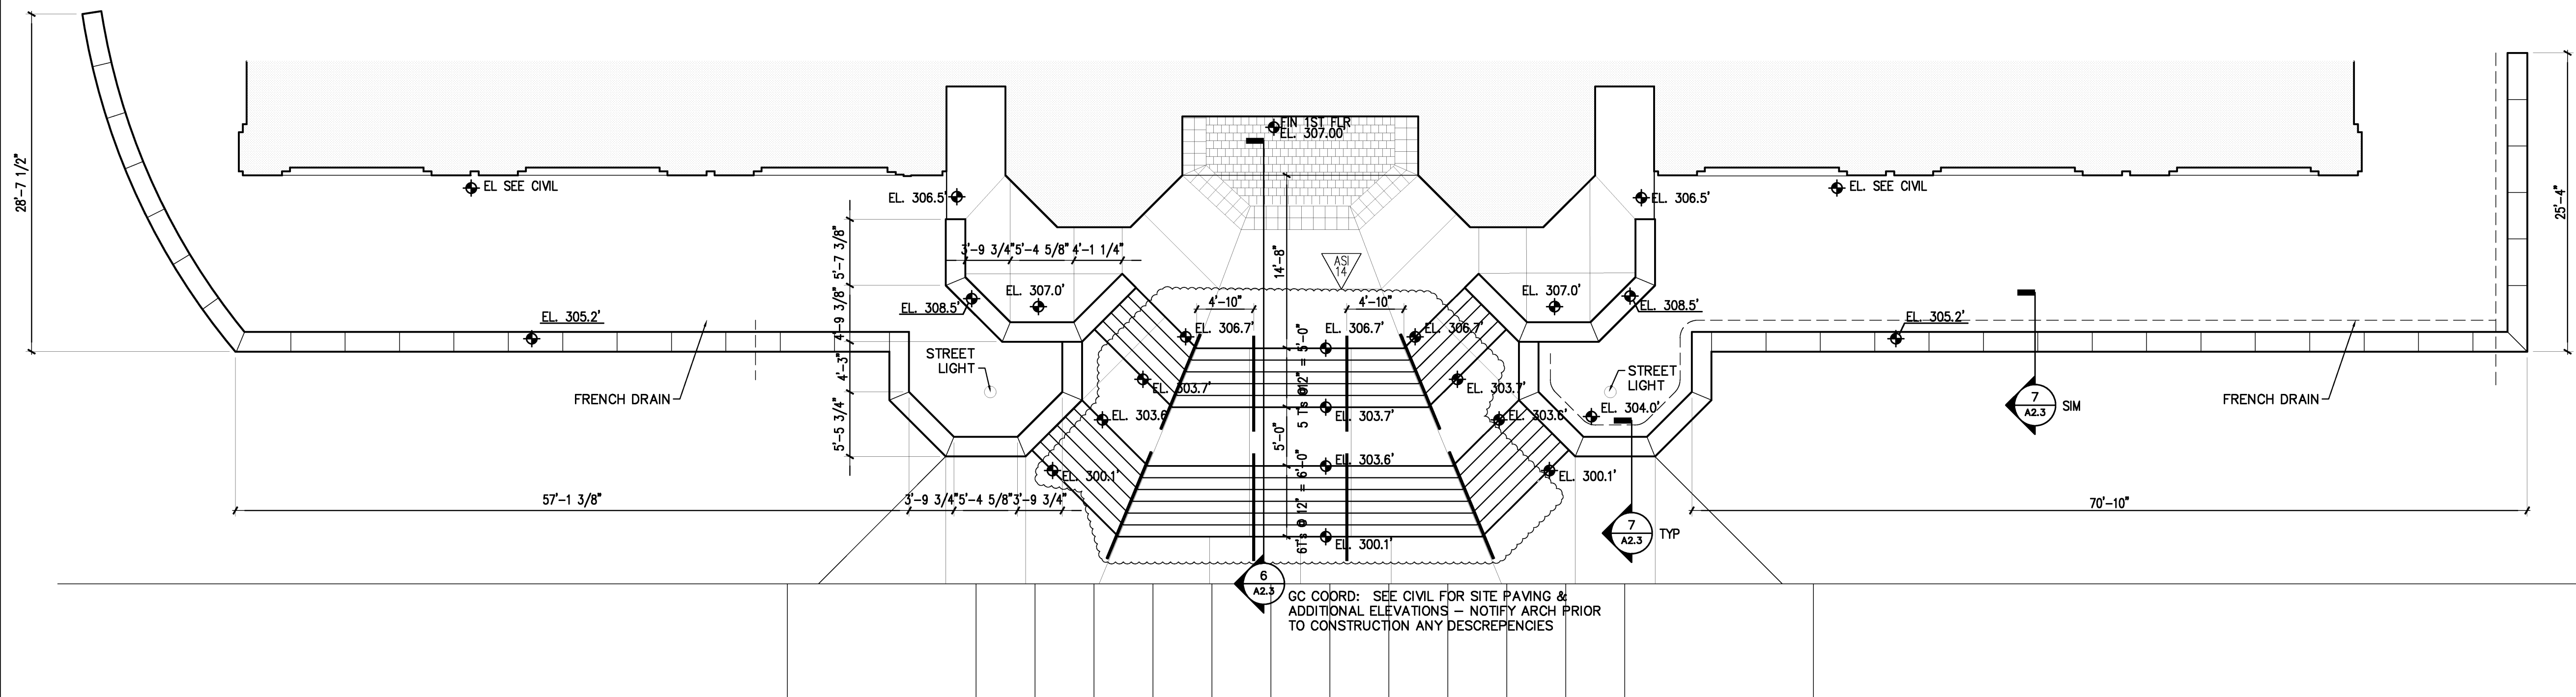 28'-7 1/2"
EL SEE CIVIL
FIN 1ST FLR
EL. 307.00'
EL. SEE CIVIL
25'-4"
EL. 306.5'
EL. 306.5'
5'-7 3/8"
3'-9 3/4"
5'-4 5/8"
4'-1 1/4"
14'-8"
ASI
14
EL. 307.0'
EL. 307.0'
EL. 308.5'
EL. 308.5'
4'-10"
4'-10"
EL. 305.2'
EL. 305.2'
4'-9 3/8"
EL. 306.7'
EL. 306.7'
EL. 306.7'
STREET
LIGHT
STREET
LIGHT
4'-3"
5 T's @12" = 5'-0"
EL. 303.7'
EL. 303.7'
FRENCH DRAIN
FRENCH DRAIN
7
A2.3
SIM
EL. 303.6
EL. 303.7'
EL. 303.6'
EL. 304.0'
5'-5 3/4"
5'-0"
EL. 303.6'
EL. 300.1'
EL. 300.1'
57'-1 3/8"
3'-9 3/4"
5'-4 5/8"
3'-9 3/4"
6T's @ 12" = 6'-0"
70'-10"
EL. 300.1'
7
A2.3
TYP
6
A2.3
GC COORD: SEE CIVIL FOR SITE PAVING &
ADDITIONAL ELEVATIONS – NOTIFY ARCH PRIOR
TO CONSTRUCTION ANY DESCREPENCIES